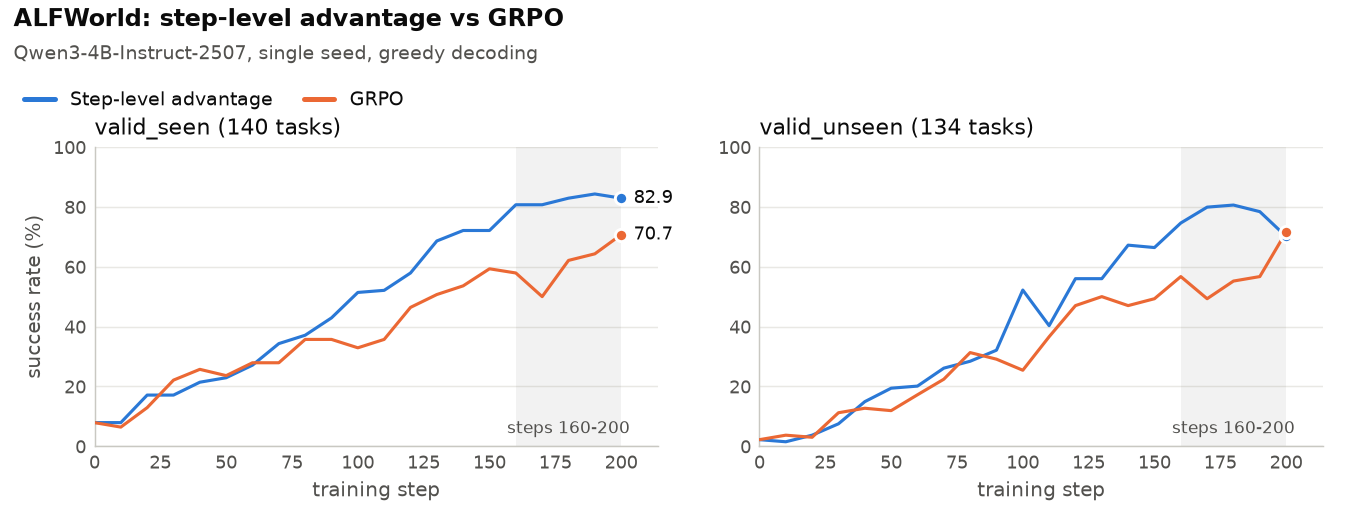 ALFWorld: step-level advantage vs GRPO
Qwen3-4B-Instruct-2507, single seed, greedy decoding
Step-level advantage
GRPO
valid_seen (140 tasks)
100
80
60
40
20
0
success rate (%)
82.9
70.7
steps 160-200
0 25 50 75 100 125 150 175 200
training step
valid_unseen (134 tasks)
100
80
60
40
20
0
steps 160-200
0 25 50 75 100 125 150 175 200
training step